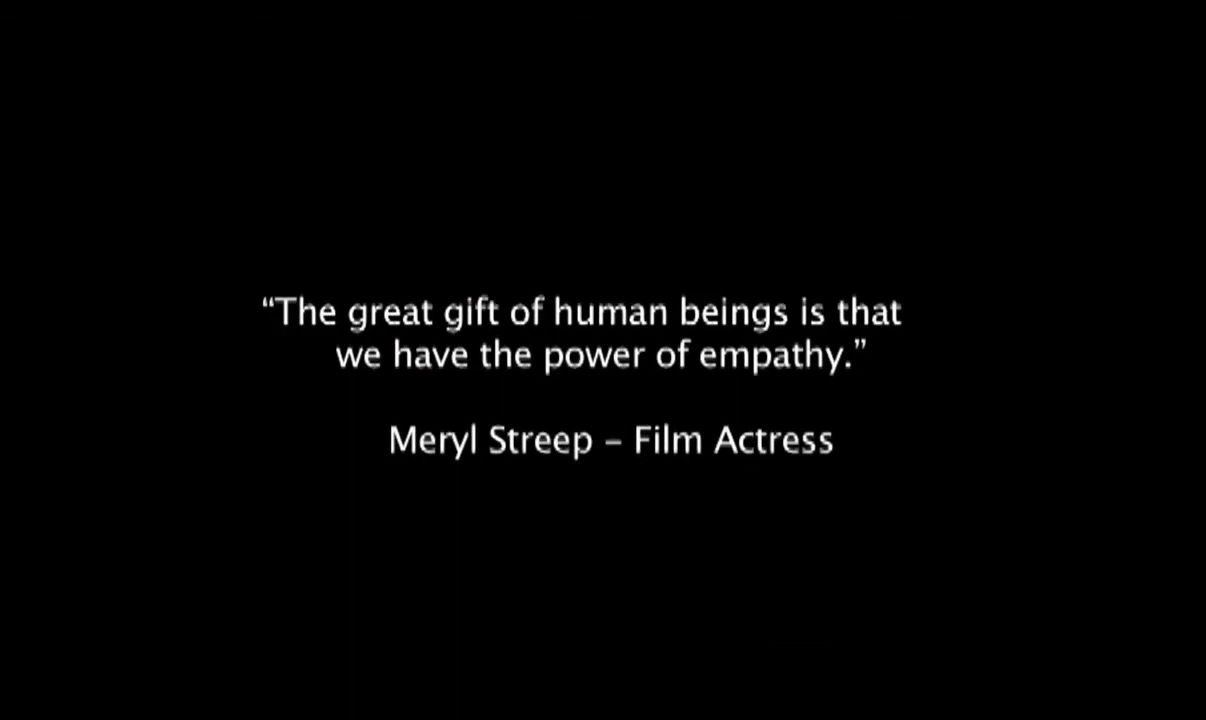 “The great gift of human beings is that
we have the power of empathy.”
Meryl Streep – Film Actress